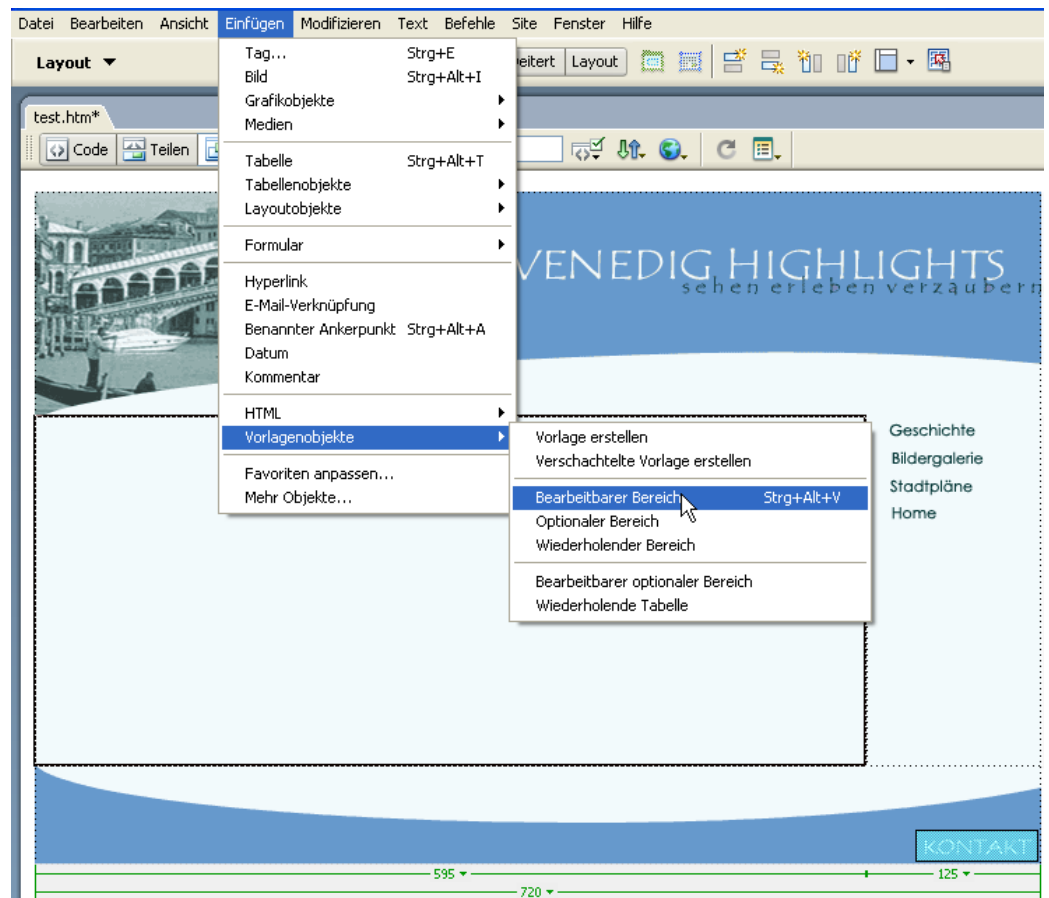 Datei Bearbeiten Ansicht Einfügen Modifizieren Text Befehle Site Fenster Hilfe
Layout
Layout
test.htm*
Code Teilen
Tag... Strg+E
Bild Strg+Alt+I
Grafikobjekte
Medien
Tabelle Strg+Alt+T
Tabellenobjekte
Layoutobjekte
Formular
Hyperlink
E-Mail-Verknüpfung
Benannter Ankerpunkt Strg+Alt+A
Datum
Kommentar
HTML
Vorlagenobjekte
Favoriten anpassen...
Mehr Objekte...
Vorlage erstellen
Verschachtelte Vorlage erstellen
Bearbeitbarer Bereich Strg+Alt+V
Optionaler Bereich
Wiederholender Bereich
Bearbeitbarer optionaler Bereich
Wiederholende Tabelle
VENEDIG HIGHLIGHTS
sehen erleben verzaubern
Geschichte
Bildergalerie
Stadtpläne
Home
KONTAKT
595 125
720